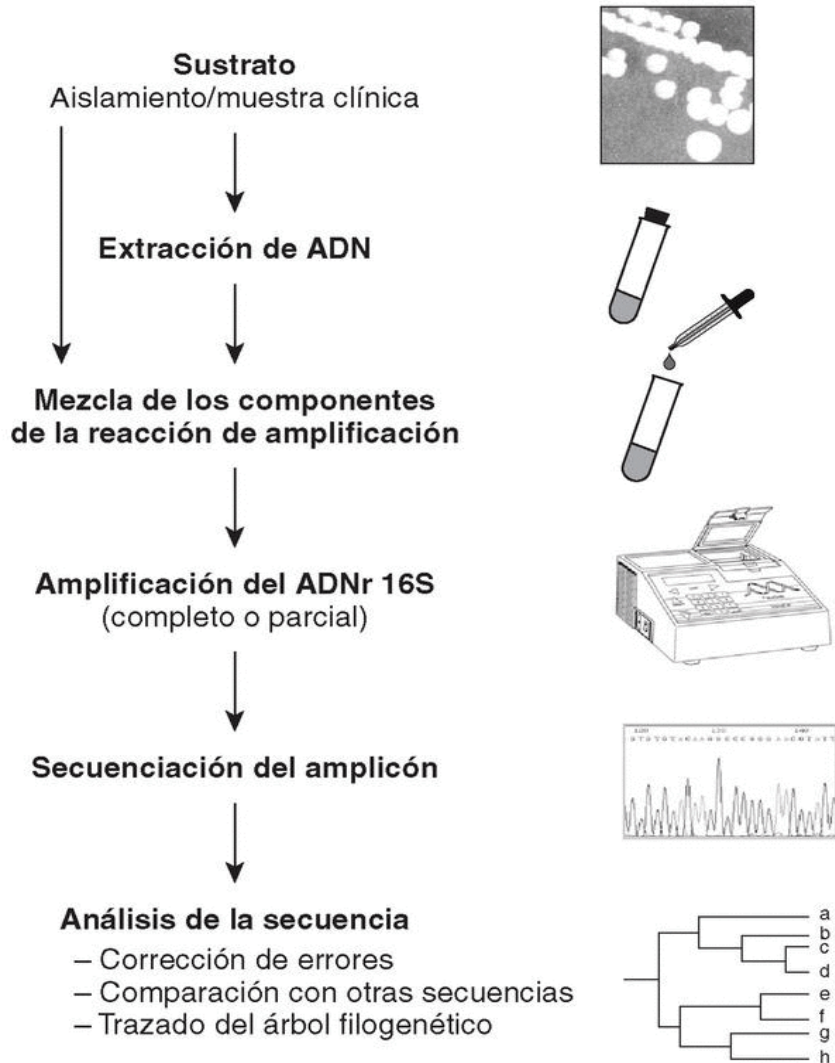 Sustrato
Aislamiento/muestra clínica
Extracción de ADN
Mezcla de los componentes
de la reacción de amplificación
Amplificación del ADNr 16S
(completo o parcial)
Secuenciación del amplicón
Análisis de la secuencia
– Corrección de errores
– Comparación con otras secuencias
– Trazado del árbol filogenético
a
b
c
d
e
f
g
h